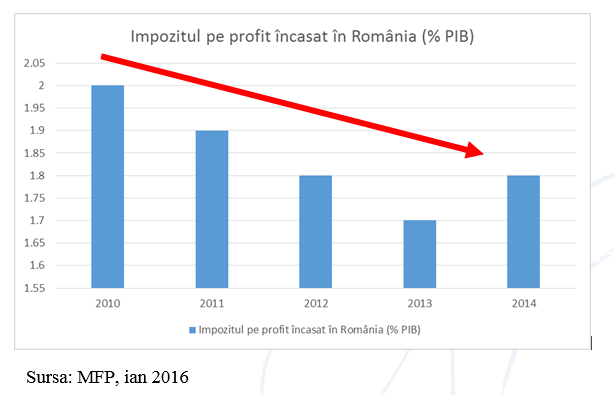 Impozitul pe profit încasat în România (% PIB)
2.05
2
1.95
1.9
1.85
1.8
1.75
1.7
1.65
1.6
1.55
2010 2011 2012 2013 2014
Impozitul pe profit încasat în România (% PIB)
Sursa: MFP, ian 2016